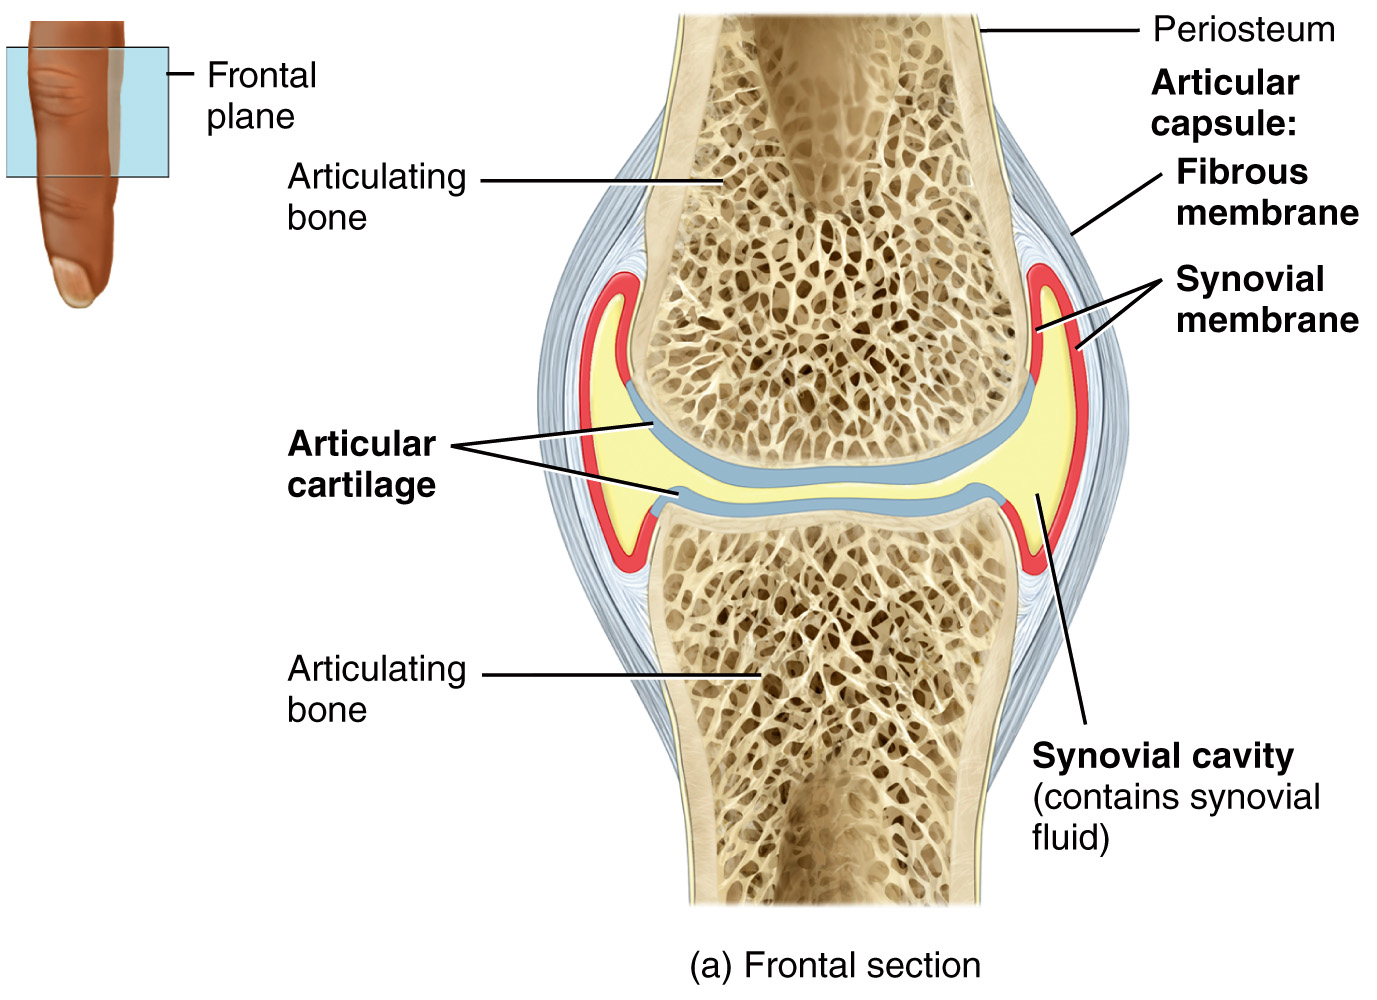 Frontal
plane
Articulating
bone
Articular
cartilage
Articulating
bone
Periosteum
Articular
capsule:
Fibrous
membrane
Synovial
membrane
Synovial cavity
(contains synovial
fluid)
(a) Frontal section